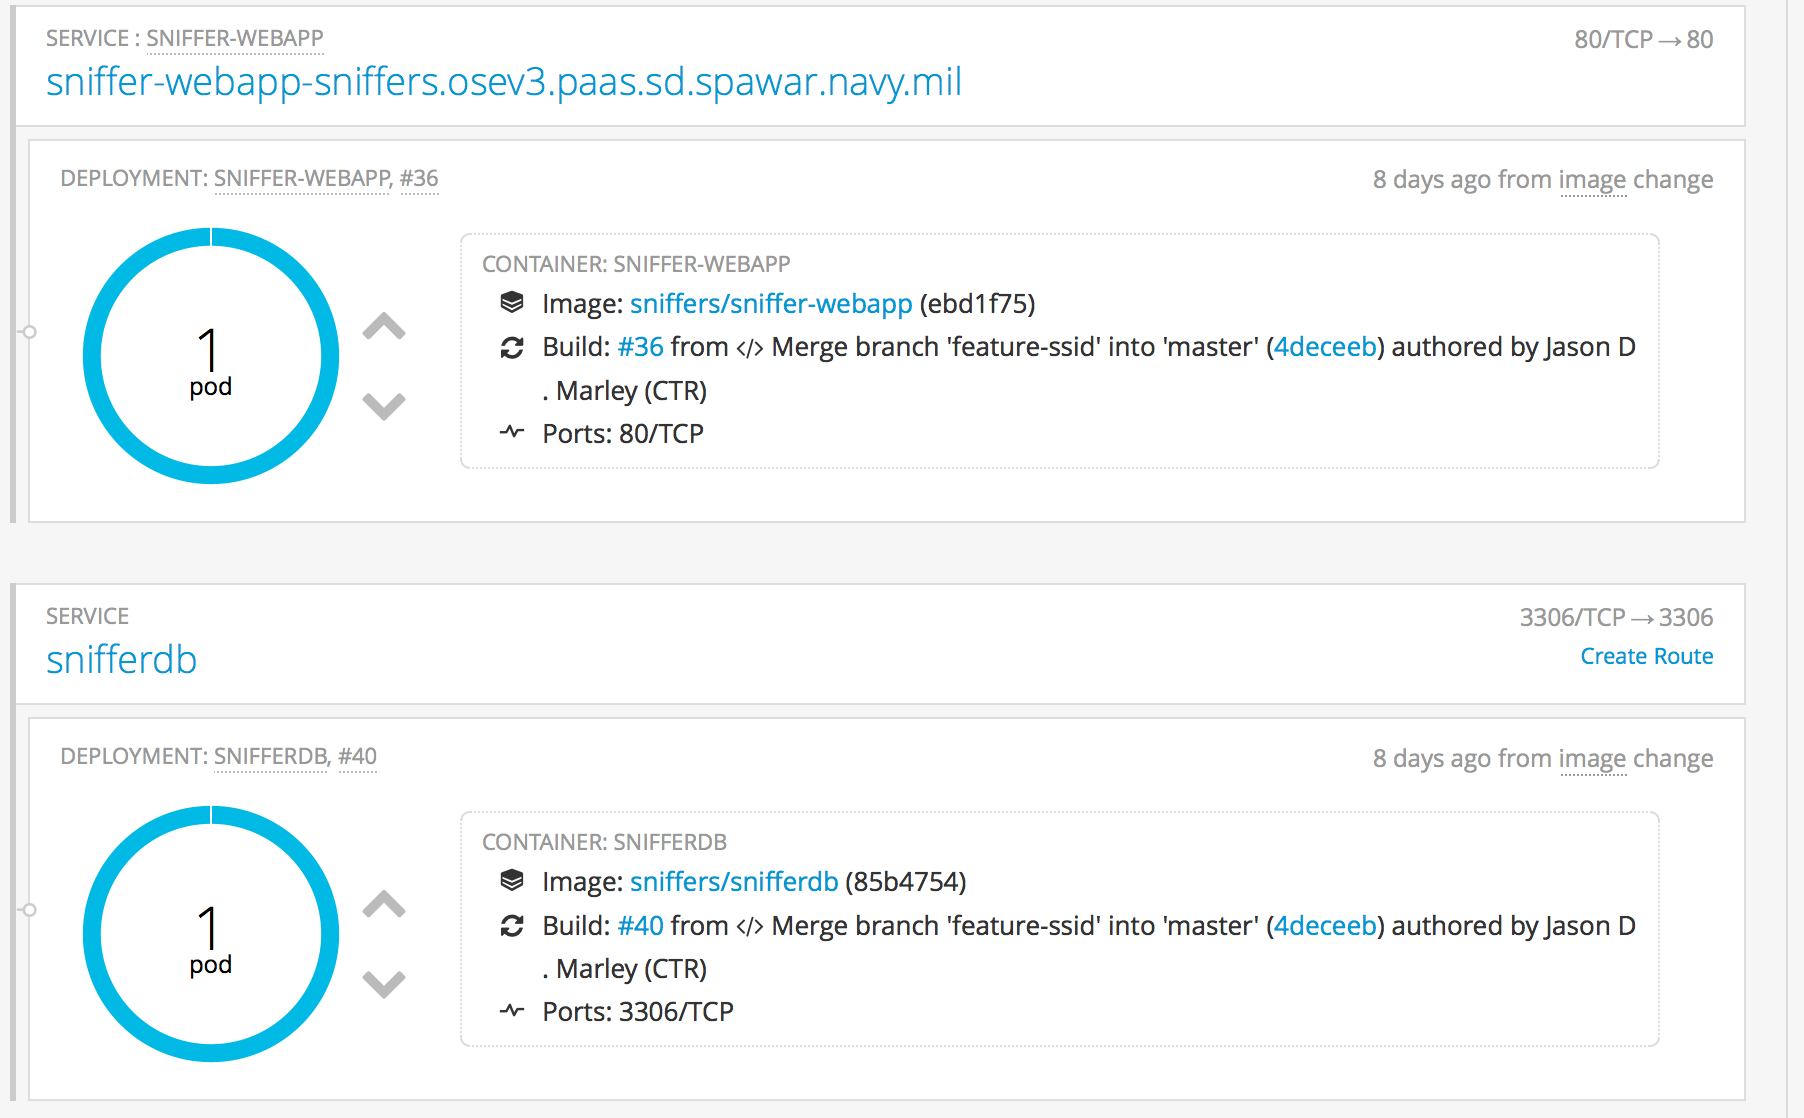 SERVICE : SNIFFER-WEBAPP
80/TCP → 80
sniffer-webapp-sniffers.osev3.paas.sd.spawar.navy.mil
DEPLOYMENT: SNIFFER-WEBAPP, #36
8 days ago from image change
1
pod
CONTAINER: SNIFFER-WEBAPP
Image: sniffers/sniffer-webapp (ebd1f75)
Build: #36 from </> Merge branch 'feature-ssid' into 'master' (4deceeb) authored by Jason D
. Marley (CTR)
Ports: 80/TCP
SERVICE
3306/TCP → 3306
snifferdb
Create Route
DEPLOYMENT: SNIFFERDB, #40
8 days ago from image change
1
pod
CONTAINER: SNIFFERDB
Image: sniffers/snifferdb (85b4754)
Build: #40 from </> Merge branch 'feature-ssid' into 'master' (4deceeb) authored by Jason D
. Marley (CTR)
Ports: 3306/TCP